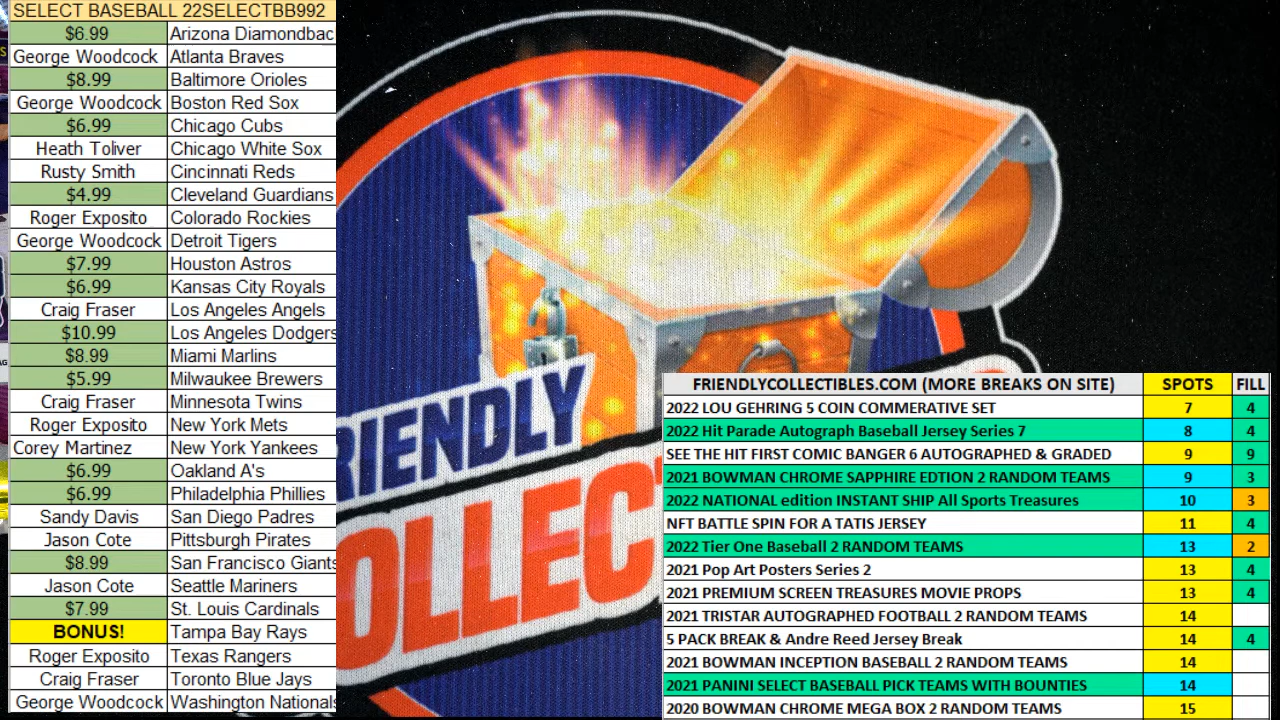 SELECT BASEBALL 22SELECTBB992
$6.99 Arizona Diamondbac
George Woodcock Atlanta Braves
$8.99 Baltimore Orioles
George Woodcock Boston Red Sox
$6.99 Chicago Cubs
Heath Toliver Chicago White Sox
Rusty Smith Cincinnati Reds
$4.99 Cleveland Guardians
Roger Exposito Colorado Rockies
George Woodcock Detroit Tigers
$7.99 Houston Astros
$6.99 Kansas City Royals
Craig Fraser Los Angeles Angels
$10.99 Los Angeles Dodgers
$8.99 Miami Marlins
$5.99 Milwaukee Brewers
Craig Fraser Minnesota Twins
Roger Exposito New York Mets
Corey Martinez New York Yankees
$6.99 Oakland A's
$6.99 Philadelphia Phillies
Sandy Davis San Diego Padres
Jason Cote Pittsburgh Pirates
$8.99 San Francisco Giants
Jason Cote Seattle Mariners
$7.99 St. Louis Cardinals
BONUS! Tampa Bay Rays
Roger Exposito Texas Rangers
Craig Fraser Toronto Blue Jays
George Woodcock Washington Nationals
RIENDLY
OLLEC
FRIENDLYCOLLECTIBLES.COM (MORE BREAKS ON SITE) SPOTS FILL
2022 LOU GEHRING 5 COIN COMMERATIVE SET 7 4
2022 Hit Parade Autograph Baseball Jersey Series 7 8 4
SEE THE HIT FIRST COMIC BANGER 6 AUTOGRAPHED & GRADED 9 9
2021 BOWMAN CHROME SAPPHIRE EDTION 2 RANDOM TEAMS 9 3
2022 NATIONAL edition INSTANT SHIP All Sports Treasures 10 3
NFT BATTLE SPIN FOR A TATIS JERSEY 11 4
2022 Tier One Baseball 2 RANDOM TEAMS 13 2
2021 Pop Art Posters Series 2 13 4
2021 PREMIUM SCREEN TREASURES MOVIE PROPS 13 4
2021 TRISTAR AUTOGRAPHED FOOTBALL 2 RANDOM TEAMS 14
5 PACK BREAK & Andre Reed Jersey Break 14 4
2021 BOWMAN INCEPTION BASEBALL 2 RANDOM TEAMS 14
2021 PANINI SELECT BASEBALL PICK TEAMS WITH BOUNTIES 14
2020 BOWMAN CHROME MEGA BOX 2 RANDOM TEAMS 15